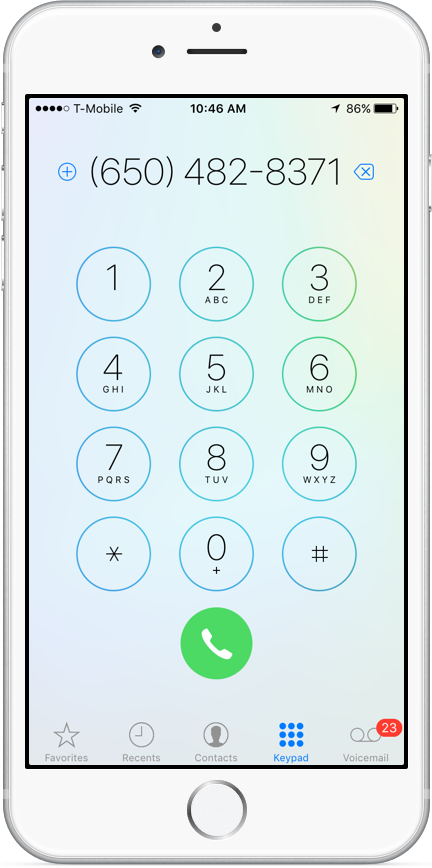 T-Mobile 10:46 AM 86%
(650) 482-8371
1 2 3
ABC DEF
4 5 6
GHI JKL MNO
7 8 9
PQRS TUV WXYZ
* 0 #
+
23
Favorites Recents Contacts Keypad Voicemail